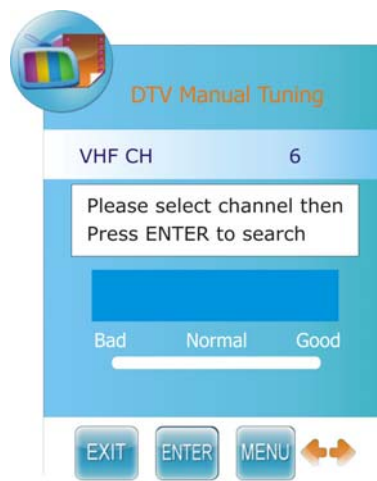 DTV Manual Tuning
VHF CH 6
Please select channel then
Press ENTER to search
Bad Normal Good
EXIT ENTER MENU